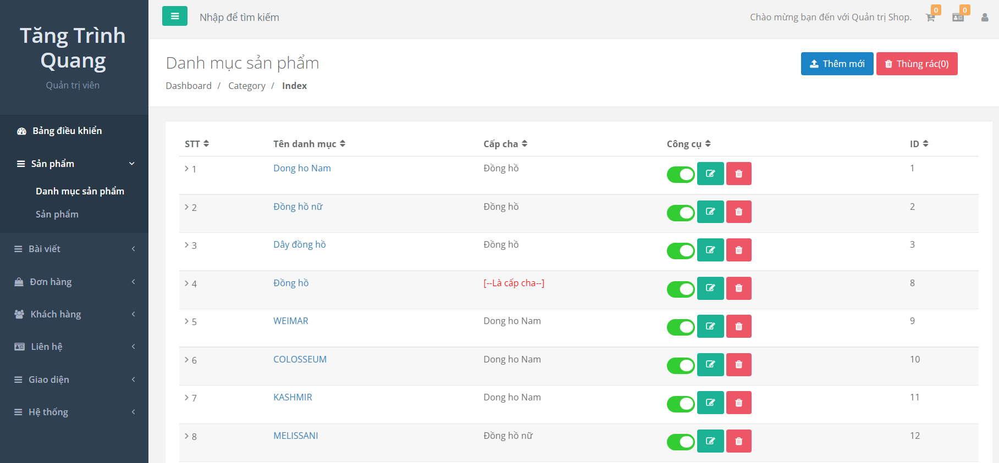 Tăng Trình
Quang
Quản trị viên
Bảng điều khiển
Sản phẩm
Danh mục sản phẩm
Sản phẩm
Bài viết
Đơn hàng
Khách hàng
Liên hệ
Giao diện
Hệ thống
Nhập để tìm kiếm
Chào mừng bạn đến với Quản trị Shop. 0 0
Danh mục sản phẩm
Dashboard / Category / Index
Thêm mới Thùng rác(0)
STT Tên danh mục Cấp cha Công cụ ID
1 Dong ho Nam Đồng hồ 1
2 Đồng hồ nữ Đồng hồ 2
3 Dây đồng hồ Đồng hồ 3
4 Đồng hồ [--Là cấp cha--] 8
5 WEIMAR Dong ho Nam 9
6 COLOSSEUM Dong ho Nam 10
7 KASHMIR Dong ho Nam 11
8 MELISSANI Đồng hồ nữ 12